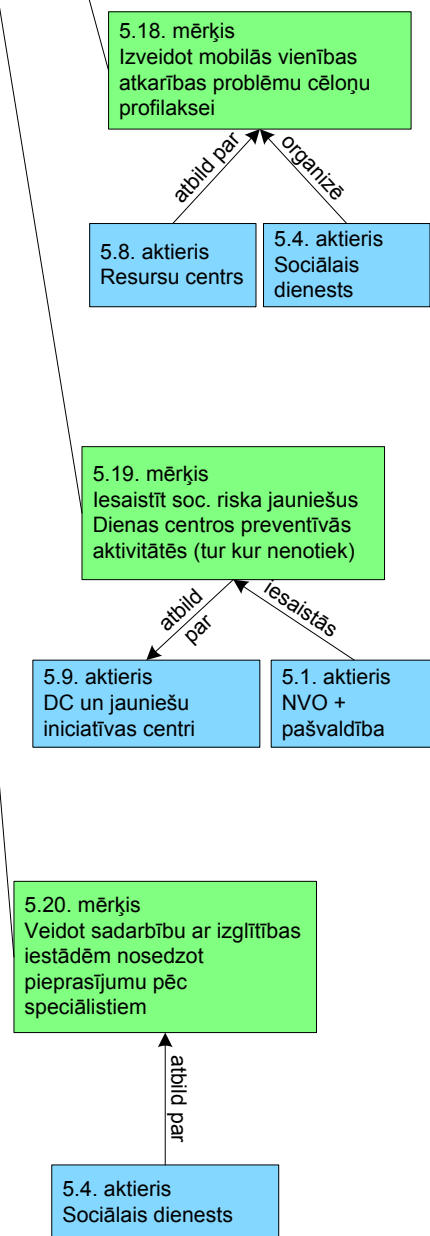 5.18. mērķis
Izveidot mobilās vienības
atkarības problēmu cēloņu
profilaksei
atbild par
organizē
5.8. aktieris
Resursu centrs
5.4. aktieris
Sociālais
dienests
5.19. mērķis
Iesaistīt soc. riska jauniešus
Dienas centros preventīvās
aktivitātēs (tur kur nenotiek)
atbild
par
iesaistās
5.9. aktieris
DC un jauniešu
iniciatīvas centri
5.1. aktieris
NVO +
pašvaldība
5.20. mērķis
Veidot sadarbību ar izglītības
iestādēm nosedzot
pieprasījumu pēc
speciālistiem
atbild par
5.4. aktieris
Sociālais dienests